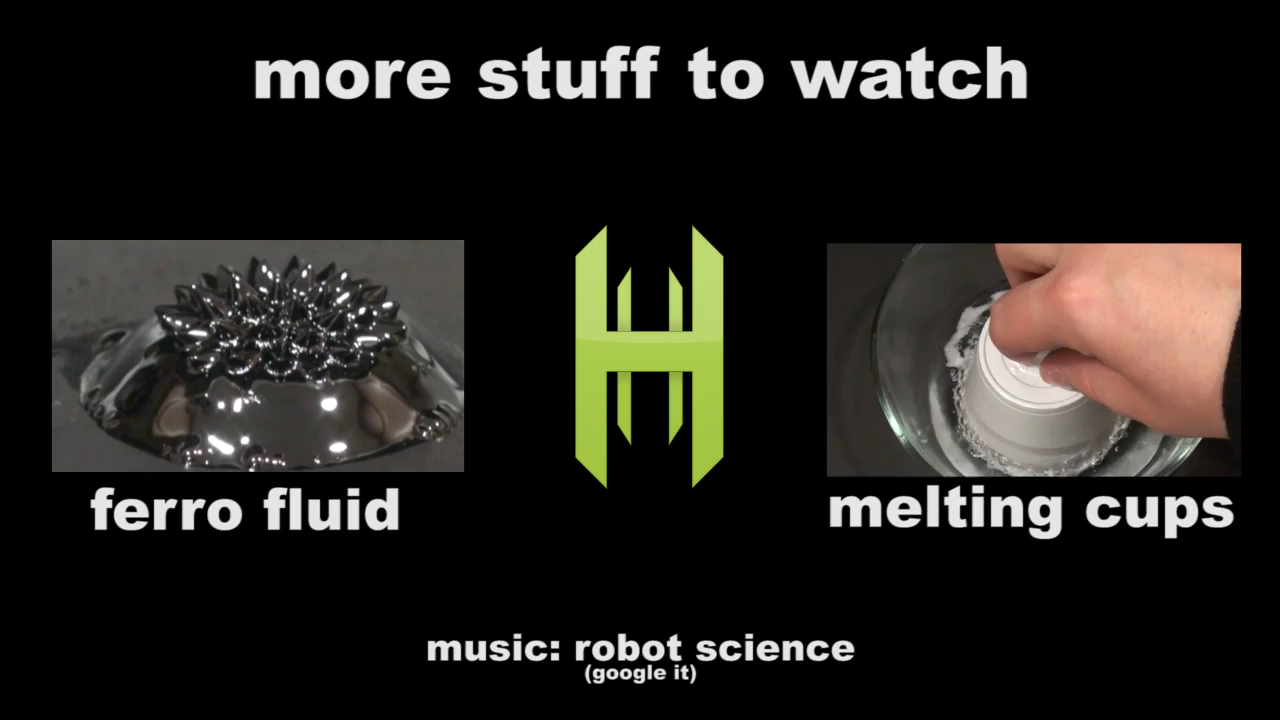 more stuff to watch
ferro fluid
melting cups
music: robot science
(google it)